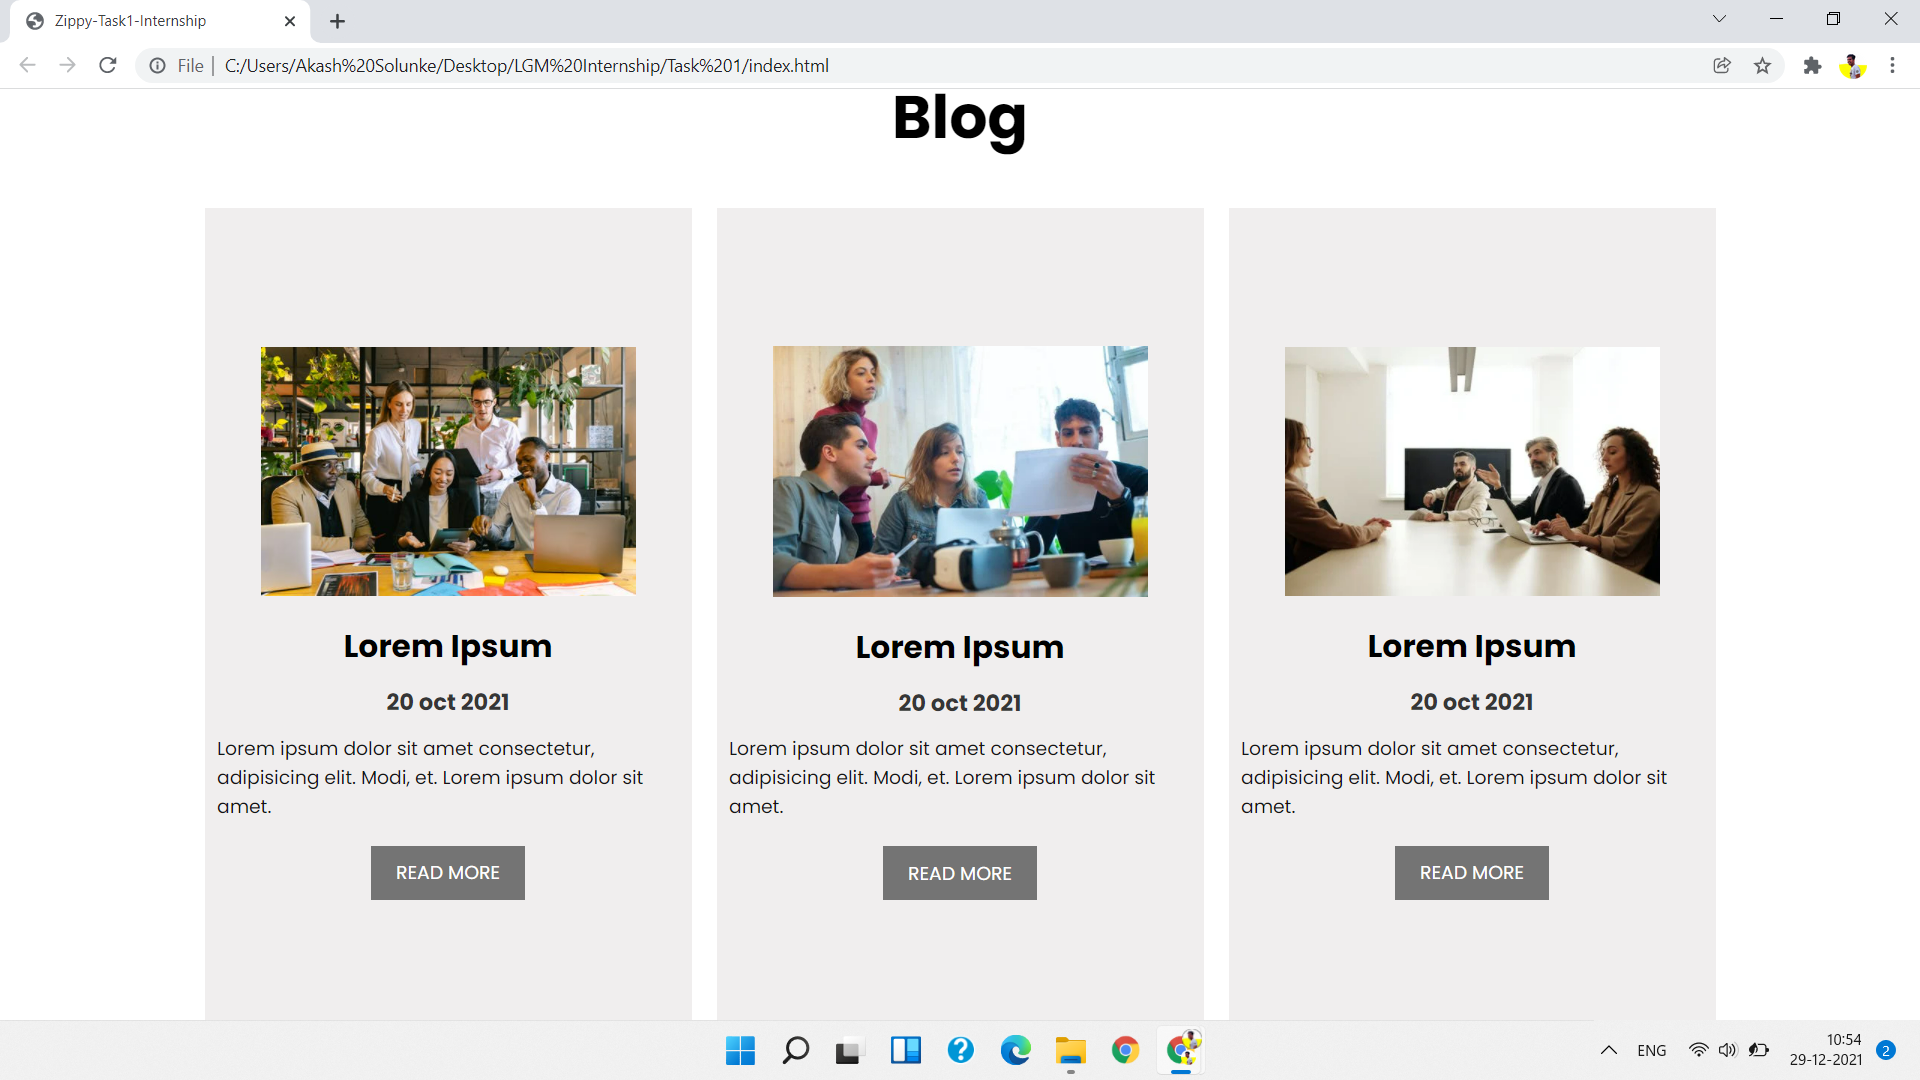 Zippy-Task1-Internship
File | C:/Users/Akash%20Solunke/Desktop/LGM%20Internship/Task%201/index.html
Blog
Lorem Ipsum
20 oct 2021
Lorem ipsum dolor sit amet consectetur,
adipisicing elit. Modi, et. Lorem ipsum dolor sit
amet.
READ MORE
Lorem Ipsum
20 oct 2021
Lorem ipsum dolor sit amet consectetur,
adipisicing elit. Modi, et. Lorem ipsum dolor sit
amet.
READ MORE
Lorem Ipsum
20 oct 2021
Lorem ipsum dolor sit amet consectetur,
adipisicing elit. Modi, et. Lorem ipsum dolor sit
amet.
READ MORE
ENG
10:54
29-12-2021
2